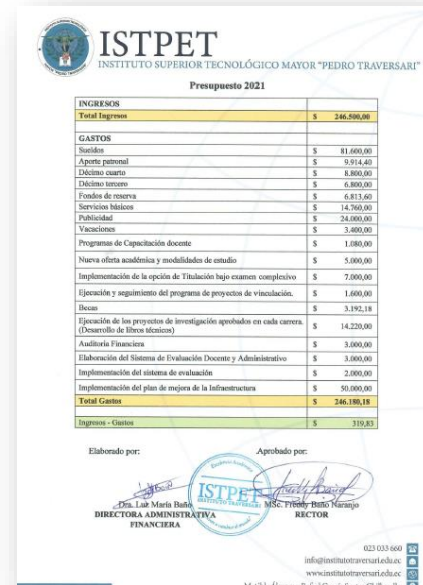 ISTPET
INSTITUTO SUPERIOR TECNOLÓGICO MAYOR "PEDRO TRAVERSARI"
Presupuesto 2021
INGRESOS
Total Ingresos $ 246.500,00
GASTOS
Sueldos $ 81.600,00
Aporte patronal $ 9.914,40
Décimo cuarto $ 8.800,00
Décimo tercero $ 6.800,00
Fondos de reserva $ 6.813,60
Servicios básicos $ 14.760,00
Publicidad $ 24.000,00
Vacaciones $ 3.400,00
Programas de Capacitación docente $ 1.080,00
Nueva oferta académica y modalidades de estudio $ 5.000,00
Implementación de la opción de Titulación bajo examen complexivo $ 7.000,00
Ejecución y seguimiento del programa de proyectos de vinculación. $ 1.600,00
Becas $ 3.192,18
Ejecución de los proyectos de investigación aprobados en cada carrera. $ 14.220,00
(Desarrollo de libros técnicos)
Auditoria Financiera $ 3.000,00
Elaboración del Sistema de Evaluación Docente y Administrativo $ 3.000,00
Implementación del sistema de evaluación $ 2.000,00
Implementación del plan de mejora de la Infraestructura $ 50.000,00
Total Gastos $ 246.180,18
Ingresos - Gastos $ 319,83
Elaborado por: Aprobado por:
ISTPET
Dra. Luz María Baño MSc. Freddy Baño Naranjo
DIRECTORA ADMINISTRATIVA RECTOR
FINANCIERA
023 033 660
info@institutotraversari.edu.ec
www.institutotraversari.edu.ec